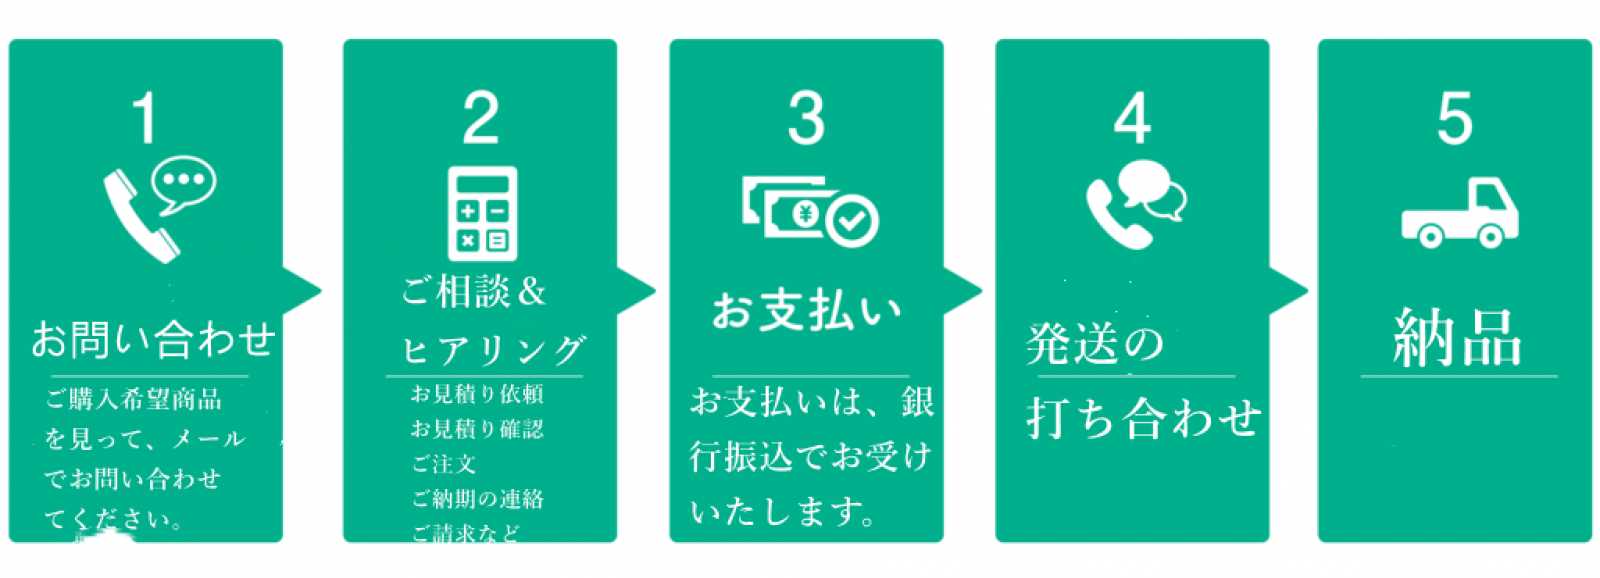 1
お問い合わせ
ご購入希望商品
を見って、メール
でお問い合わせ
てください。
2
ご相談＆
ヒアリング
お見積り依頼
お見積り確認
ご注文
ご納期の連絡
ご請求など
3
お支払い
お支払いは、銀
行振込でお受け
いたします。
4
発送の
打ち合わせ
5
納品